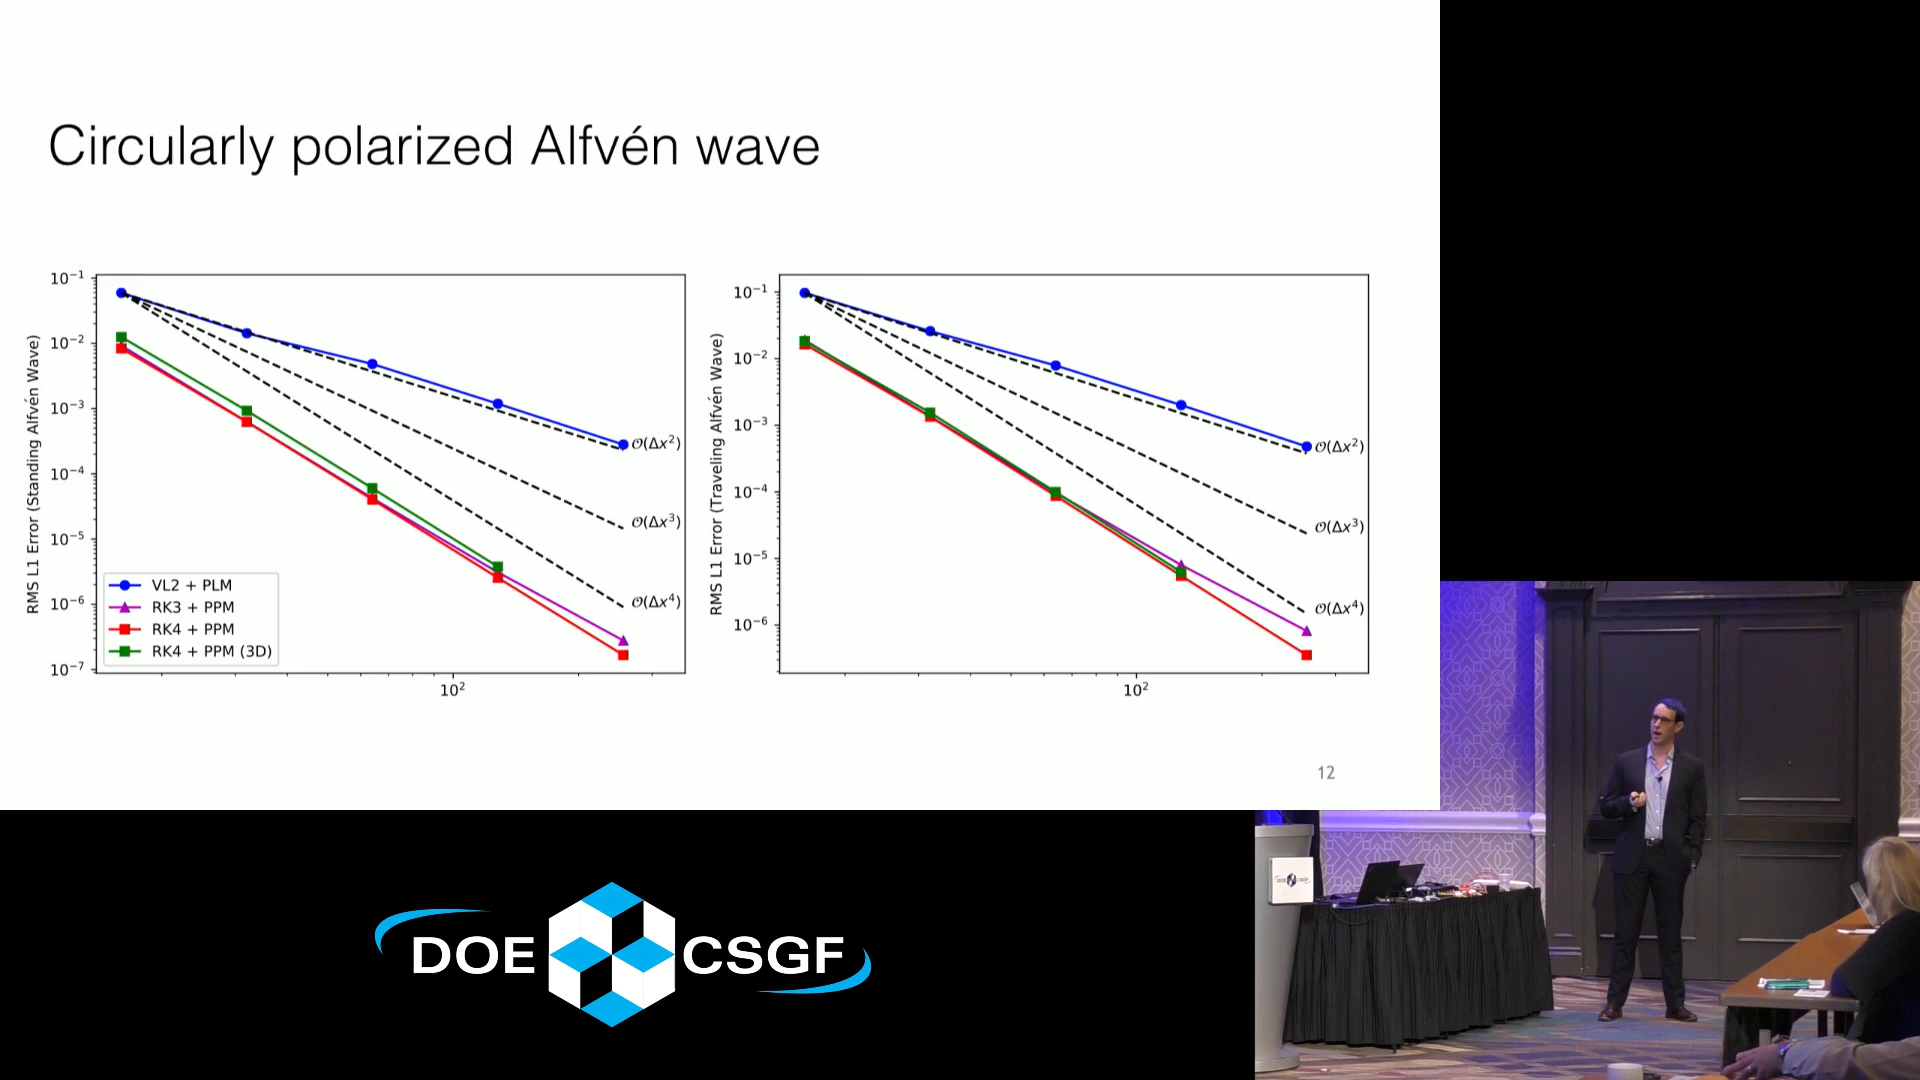 Circularly polarized Alfvén wave
RMS L1 Error (Standing Alfvén Wave)
10⁻¹
10⁻²
10⁻³
10⁻⁴
10⁻⁵
10⁻⁶
10⁻⁷
𝒪(Δx²)
𝒪(Δx³)
𝒪(Δx⁴)
VL2 + PLM
RK3 + PPM
RK4 + PPM
RK4 + PPM (3D)
10²
RMS L1 Error (Traveling Alfvén Wave)
10⁻¹
10⁻²
10⁻³
10⁻⁴
10⁻⁵
10⁻⁶
𝒪(Δx²)
𝒪(Δx³)
𝒪(Δx⁴)
10²
12
DOE CSGF
DOE CSGF